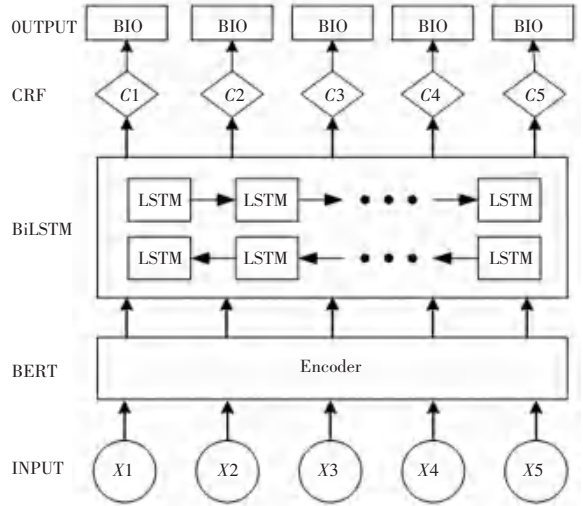 0UTPUT BIO BIO BIO BIO BIO
CRF C1 C2 C3 C4 C5
LSTM LSTM LSTM
BiLSTM
LSTM LSTM LSTM
BERT Encoder
INPUT X1 X2 X3 X4 X5